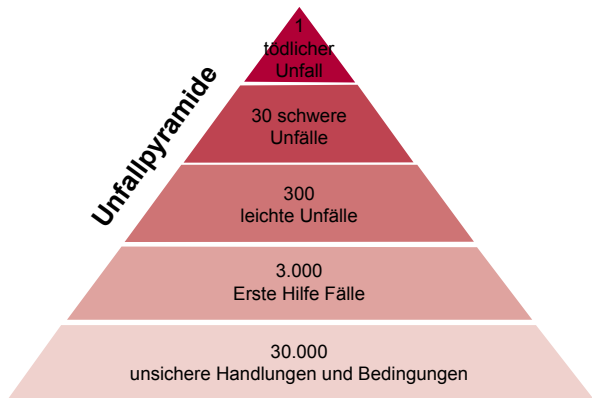 1
tödlicher
Unfall
Unfallpyramide
30 schwere
Unfälle
300
leichte Unfälle
3.000
Erste Hilfe Fälle
30.000
unsichere Handlungen und Bedingungen